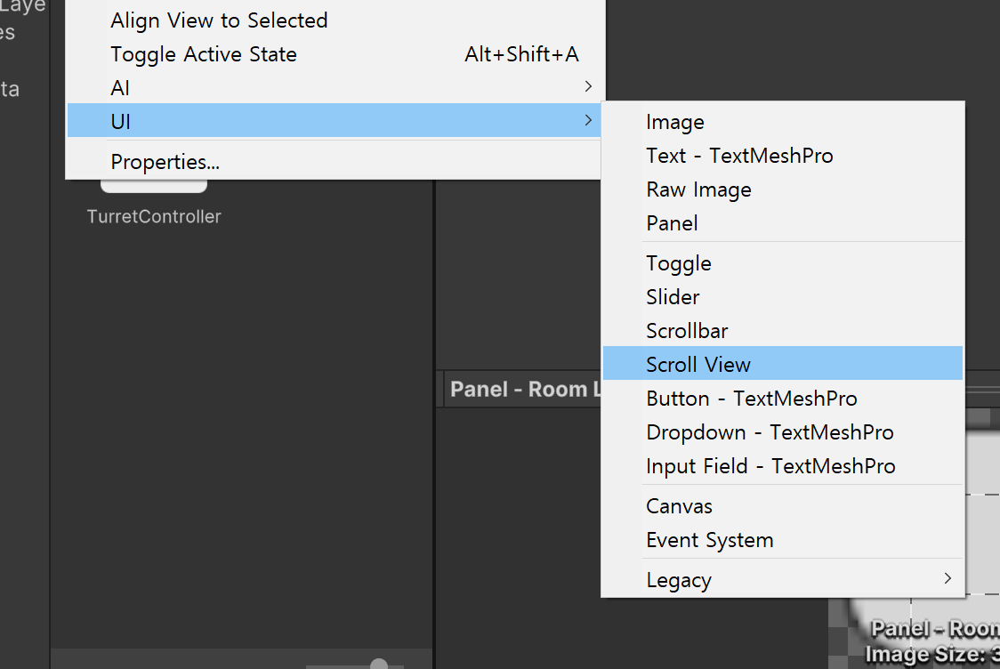 Laye
es
ta
Align View to Selected
Toggle Active State Alt+Shift+A
AI
UI
Properties...
TurretController
Image
Text - TextMeshPro
Raw Image
Panel
Toggle
Slider
Scrollbar
Scroll View
Button - TextMeshPro
Dropdown - TextMeshPro
Input Field - TextMeshPro
Canvas
Event System
Legacy
Panel - Room L
Panel - Room
Image Size: 3